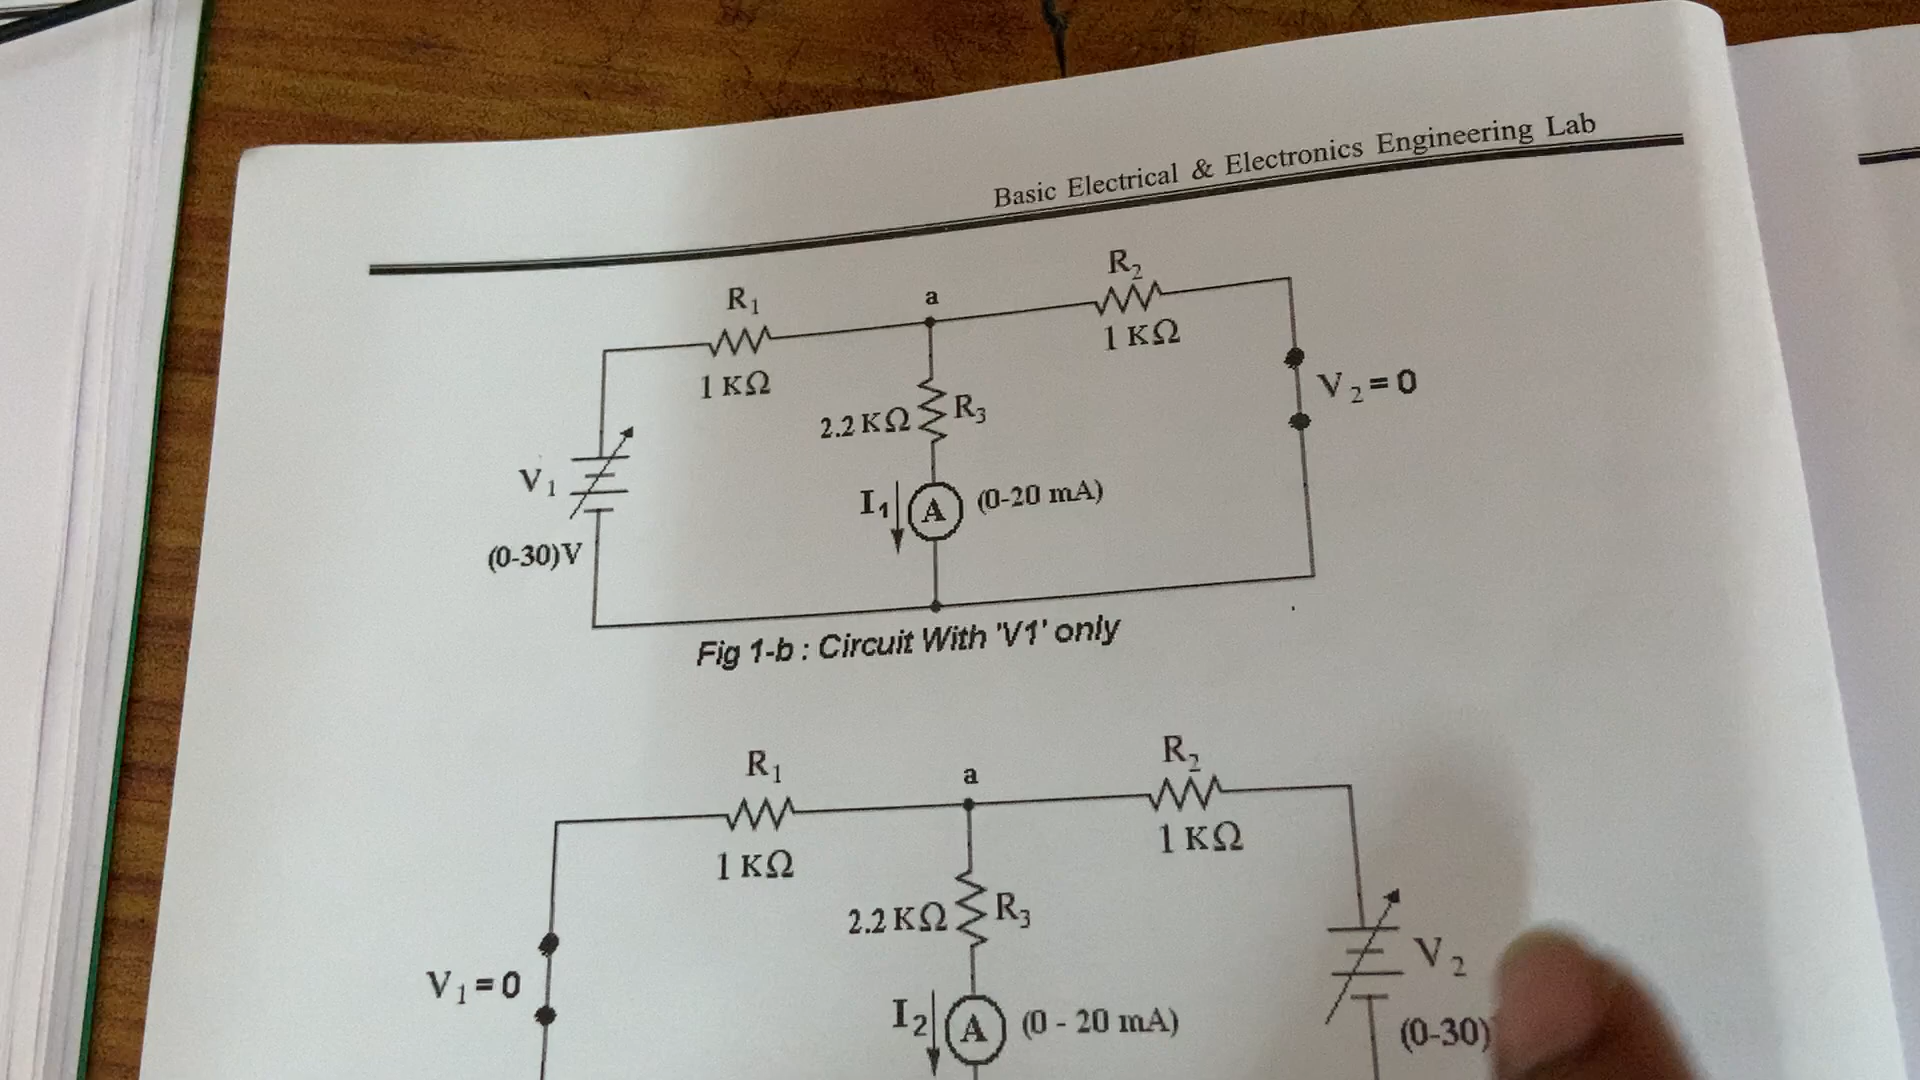 Basic Electrical & Electronics Engineering Lab
R₁
a
R₂
1 KΩ
1 KΩ
2.2 KΩ
R₃
V₂ = 0
V₁
I₁
A
(0-20 mA)
(0-30)V
Fig 1-b : Circuit With 'V1' only
R₁
a
R₂
1 KΩ
1 KΩ
2.2 KΩ
R₃
V₁ = 0
V₂
I₂
A
(0 - 20 mA)
(0-30)